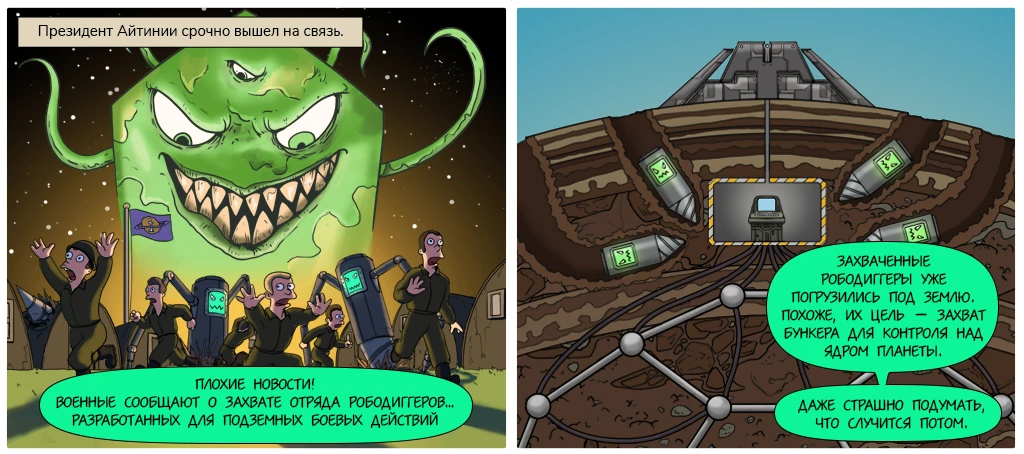 Президент Айтинии срочно вышел на связь.
ПЛОХИЕ НОВОСТИ!
ВОЕННЫЕ СООБЩАЮТ О ЗАХВАТЕ ОТРЯДА РОБОДИГГЕРОВ...
РАЗРАБОТАННЫХ ДЛЯ ПОДЗЕМНЫХ БОЕВЫХ ДЕЙСТВИЙ
ЗАХВАЧЕННЫЕ
РОБОДИГГЕРЫ УЖЕ
ПОГРУЗИЛИСЬ ПОД ЗЕМЛЮ.
ПОХОЖЕ, ИХ ЦЕЛЬ — ЗАХВАТ
БУНКЕРА ДЛЯ КОНТРОЛЯ НАД
ЯДРОМ ПЛАНЕТЫ.
ДАЖЕ СТРАШНО ПОДУМАТЬ,
ЧТО СЛУЧИТСЯ ПОТОМ.